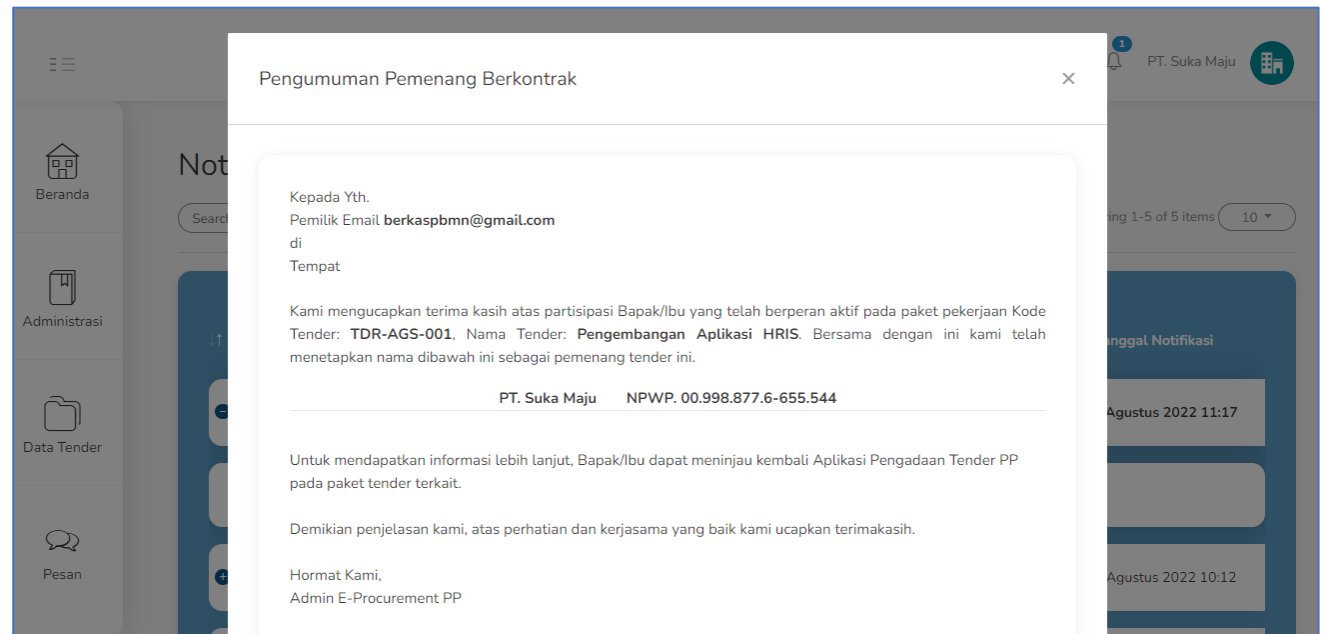 1
PT. Suka Maju
Pengumuman Pemenang Berkontrak
×
Beranda
Administrasi
Data Tender
Pesan
Not
Search
ing 1-5 of 5 items 10
Kepada Yth.
Pemilik Email berkaspbmn@gmail.com
di
Tempat
Kami mengucapkan terima kasih atas partisipasi Bapak/Ibu yang telah berperan aktif pada paket pekerjaan Kode
Tender: TDR-AGS-001, Nama Tender: Pengembangan Aplikasi HRIS. Bersama dengan ini kami telah
menetapkan nama dibawah ini sebagai pemenang tender ini.
PT. Suka Maju NPWP. 00.998.877.6-655.544
Untuk mendapatkan informasi lebih lanjut, Bapak/Ibu dapat meninjau kembali Aplikasi Pengadaan Tender PP
pada paket tender terkait.
Demikian penjelasan kami, atas perhatian dan kerjasama yang baik kami ucapkan terimakasih.
Hormat Kami,
Admin E-Procurement PP
anggal Notifikasi
Agustus 2022 11:17
Agustus 2022 10:12